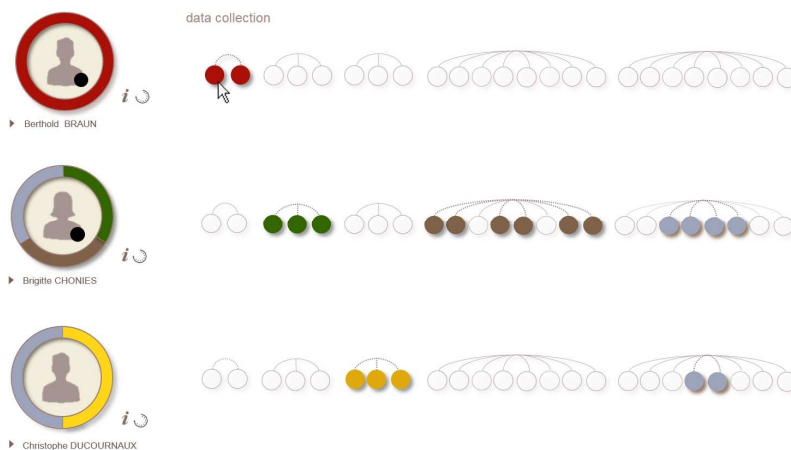 data collection
i
Berthold BRAUN
i
Brigitte CHONIES
i
Christophe DUCOURNAUX